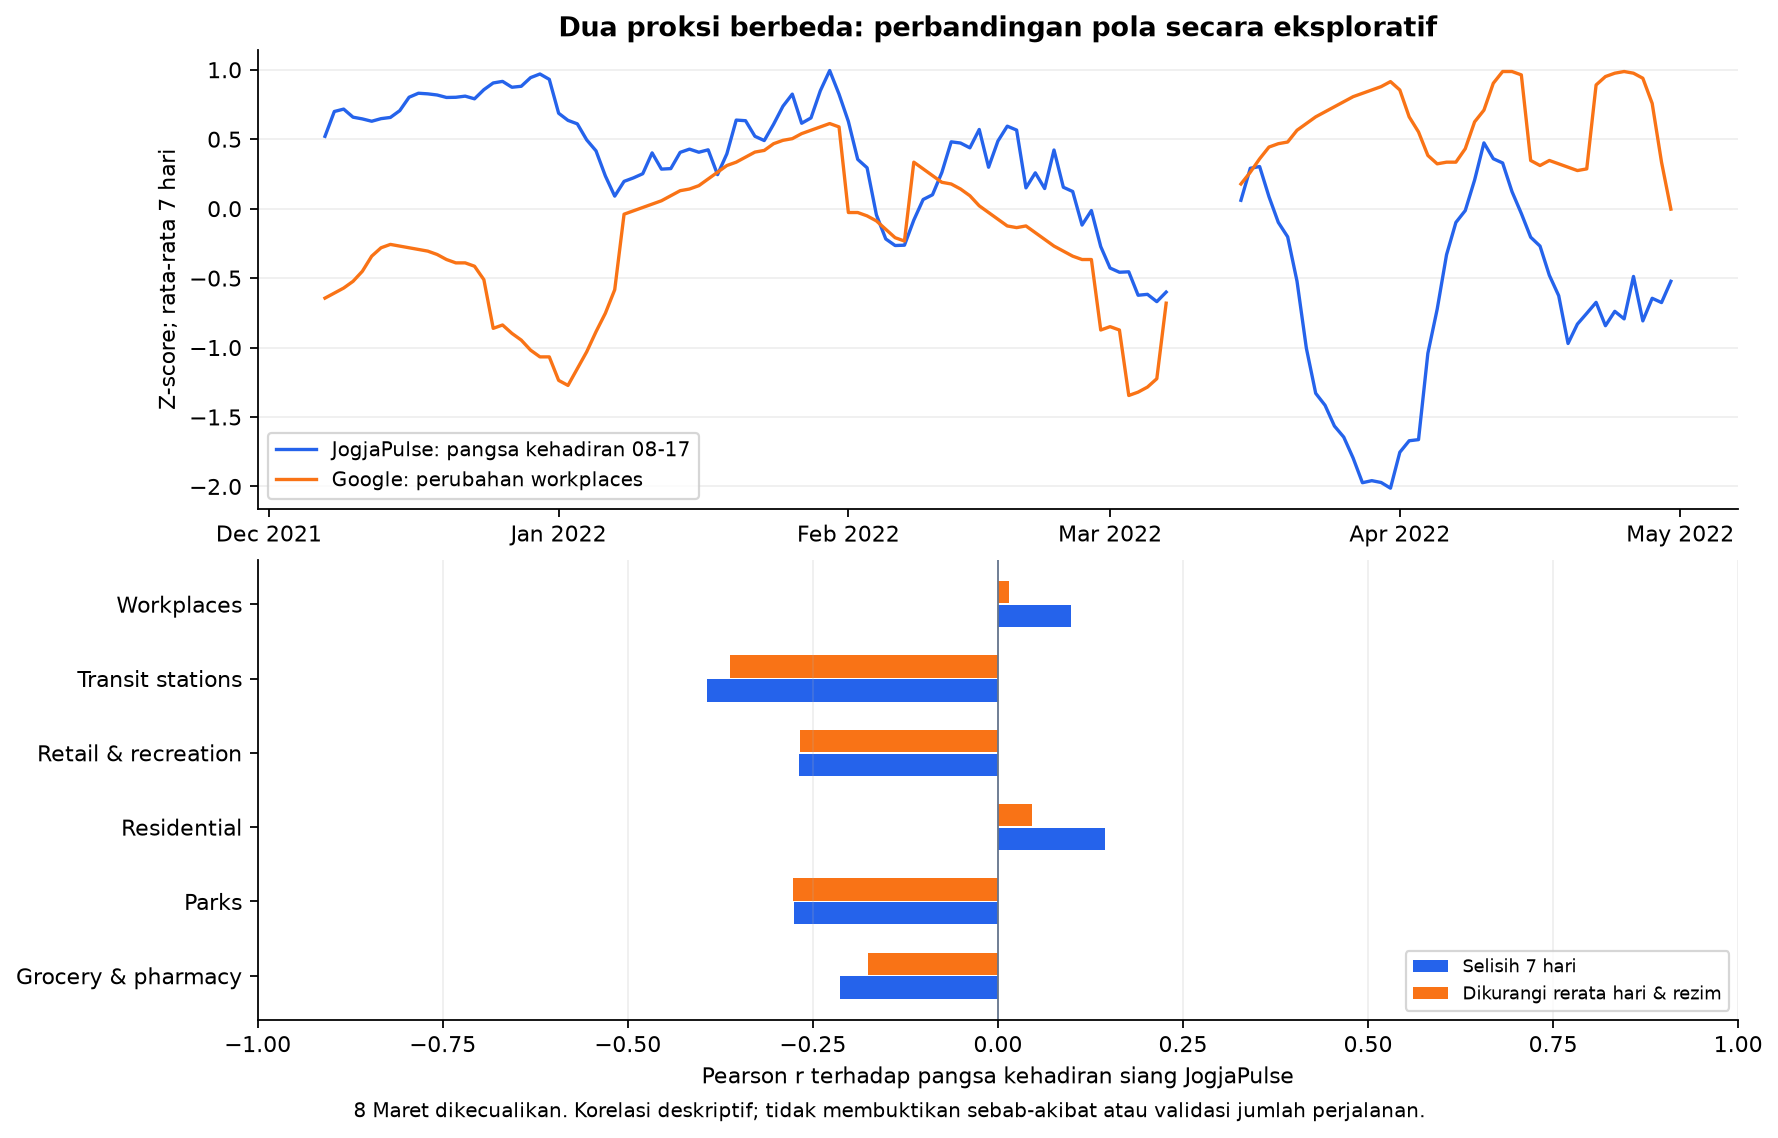 Dua proksi berbeda: perbandingan pola secara eksploratif
Z-score; rata-rata 7 hari
1.0
0.5
0.0
−0.5
−1.0
−1.5
−2.0
JogjaPulse: pangsa kehadiran 08-17
Google: perubahan workplaces
Dec 2021 Jan 2022 Feb 2022 Mar 2022 Apr 2022 May 2022
Workplaces
Transit stations
Retail & recreation
Residential
Parks
Grocery & pharmacy
Selisih 7 hari
Dikurangi rerata hari & rezim
−1.00 −0.75 −0.50 −0.25 0.00 0.25 0.50 0.75 1.00
Pearson r terhadap pangsa kehadiran siang JogjaPulse
8 Maret dikecualikan. Korelasi deskriptif; tidak membuktikan sebab-akibat atau validasi jumlah perjalanan.